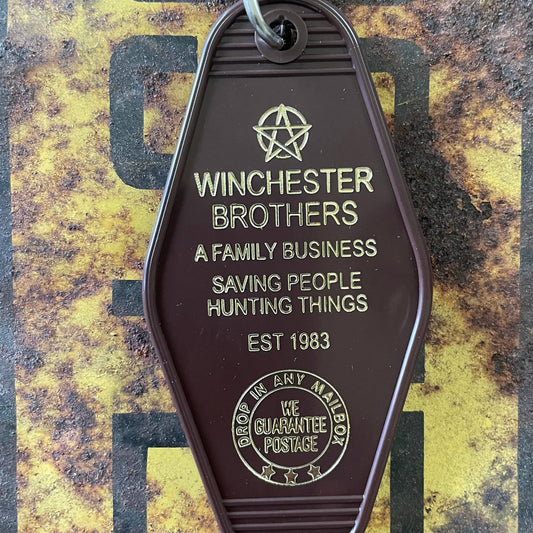 WINCHESTER
BROTHERS
A FAMILY BUSINESS
SAVING PEOPLE
HUNTING THINGS
EST 1983
DROP IN ANY MAILBOX
WE
GUARANTEE
POSTAGE